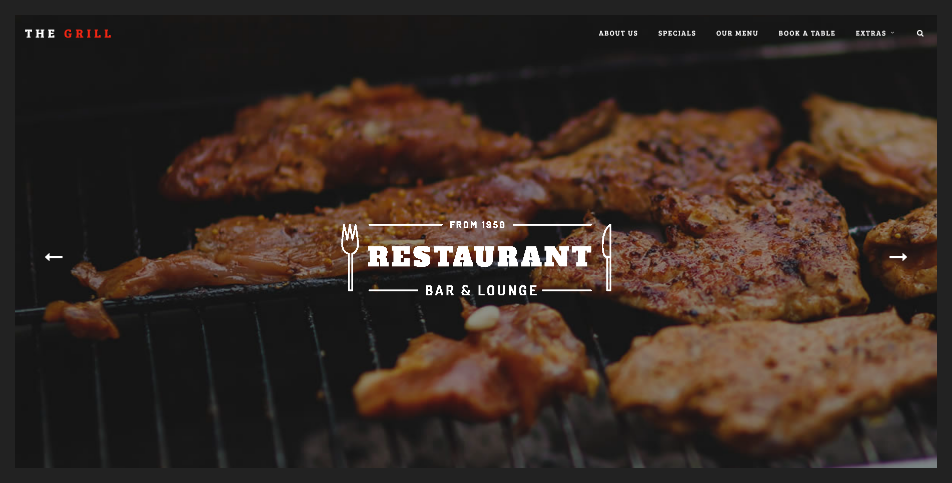 THE GRILL
ABOUT US
SPECIALS
OUR MENU
BOOK A TABLE
EXTRAS
FROM 1950
RESTAURANT
BAR & LOUNGE